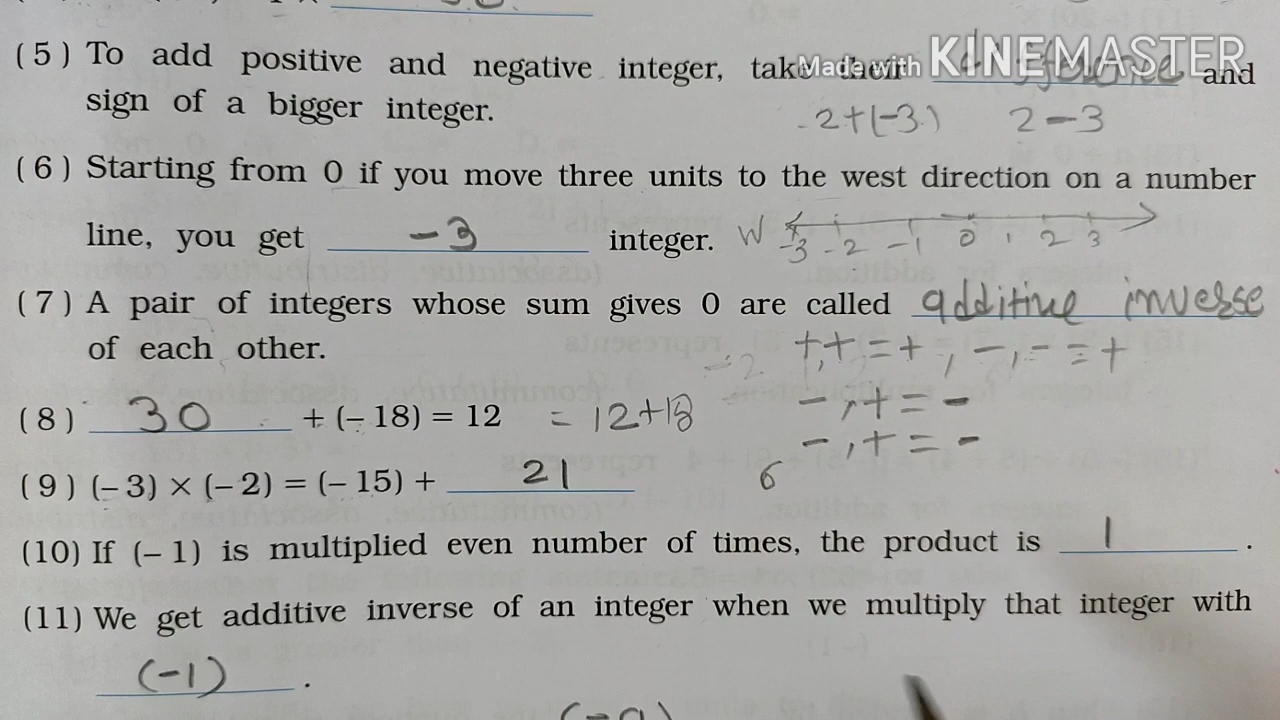 (5) To add positive and negative integer, take their difference and
Made with KINEMASTER
sign of a bigger integer. 2+(-3) 2-3
(6) Starting from 0 if you move three units to the west direction on a number
line, you get -3 integer. W -3 -2 -1 0 1 2 3
(7) A pair of integers whose sum gives 0 are called additive inverse
of each other. -2 +,+=+, -,-=+
-,+=-
(8) 30 + (– 18) = 12 = 12+18
-,+=-
(9) (– 3) × (– 2) = (– 15) + 21 6
(10) If (– 1) is multiplied even number of times, the product is 1.
(11) We get additive inverse of an integer when we multiply that integer with
(-1).